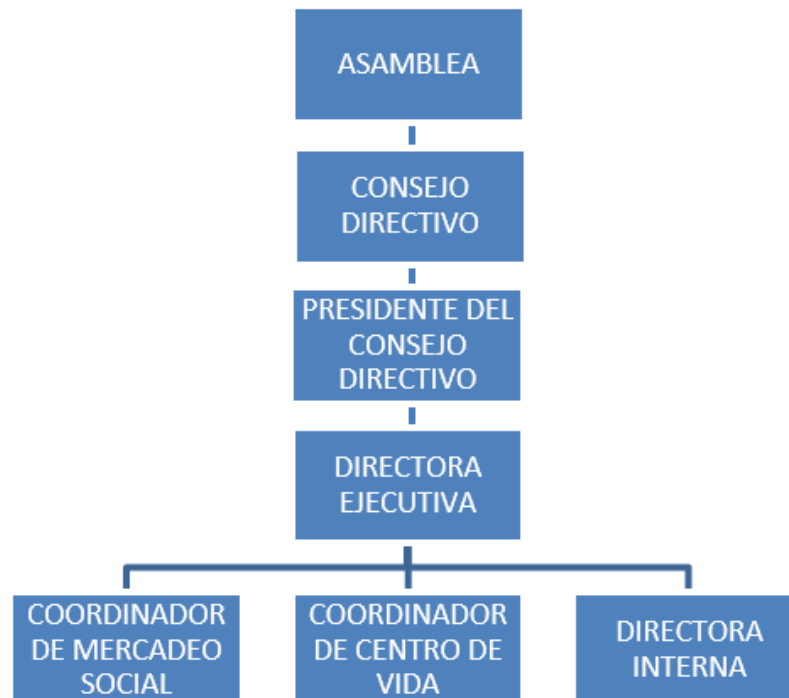 ASAMBLEA
CONSEJO
DIRECTIVO
PRESIDENTE DEL
CONSEJO
DIRECTIVO
DIRECTORA
EJECUTIVA
COORDINADOR
DE MERCADEO
SOCIAL
COORDINADOR
DE CENTRO DE
VIDA
DIRECTORA
INTERNA